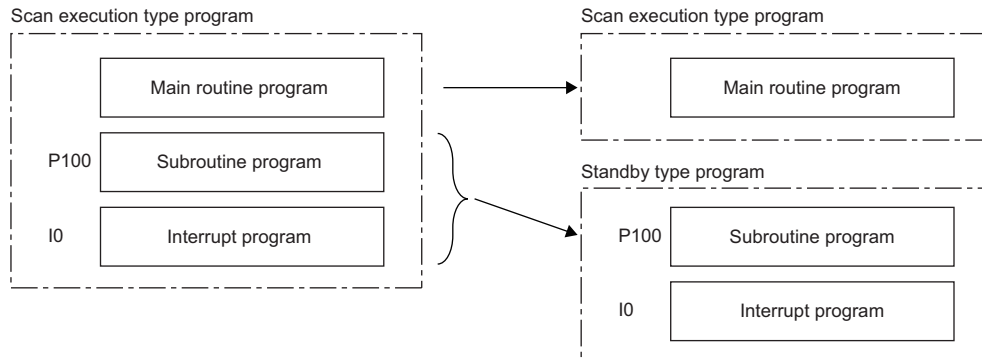 Scan execution type program
Main routine program
P100 Subroutine program
I0 Interrupt program
Scan execution type program
Main routine program
Standby type program
P100 Subroutine program
I0 Interrupt program